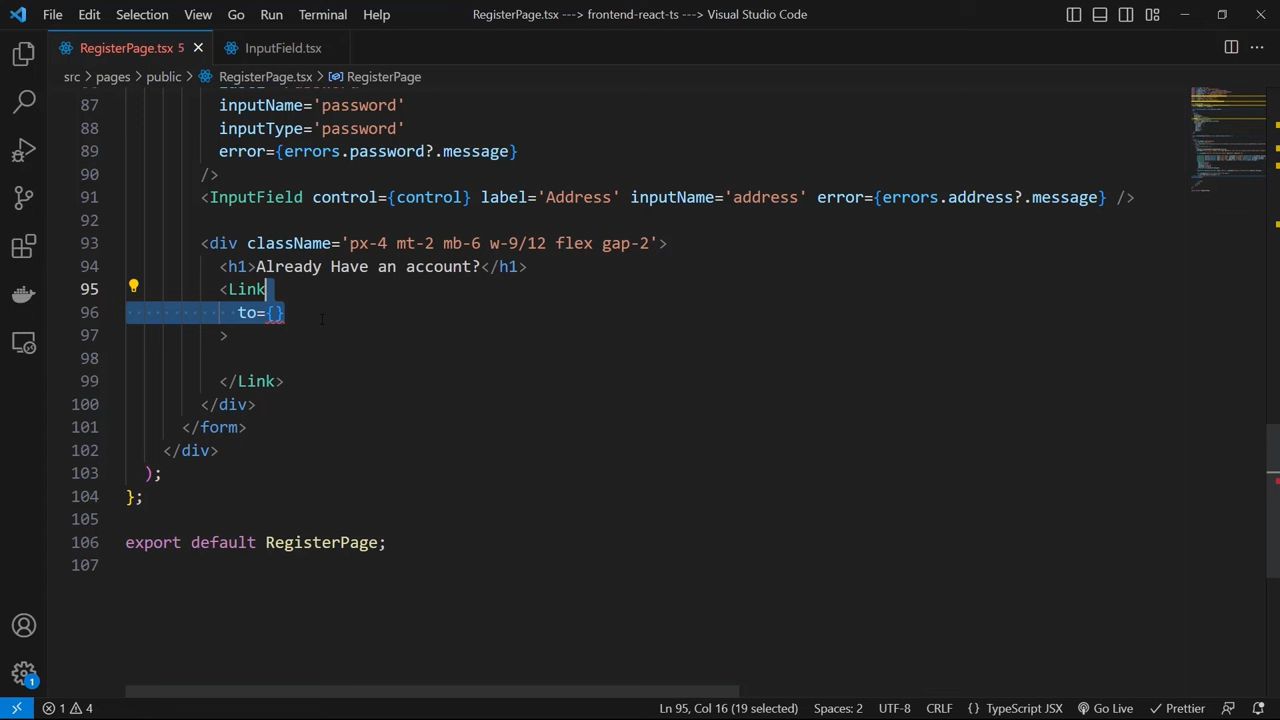 File Edit Selection View Go Run Terminal Help RegisterPage.tsx ---> frontend-react-ts ---> Visual Studio Code
RegisterPage.tsx 5 InputField.tsx
src > pages > public > RegisterPage.tsx > RegisterPage
87 inputName='password'
88 inputType='password'
89 error={errors.password?.message}
90 />
91 <InputField control={control} label='Address' inputName='address' error={errors.address?.message} />
92
93 <div className='px-4 mt-2 mb-6 w-9/12 flex gap-2'>
94 <h1>Already Have an account?</h1>
95 <Link
96 to={}
97 >
98
99 </Link>
100 </div>
101 </form>
102 </div>
103 );
104 };
105
106 export default RegisterPage;
107
1
1 4 Ln 95, Col 16 (19 selected) Spaces: 2 UTF-8 CRLF {} TypeScript JSX Go Live Prettier